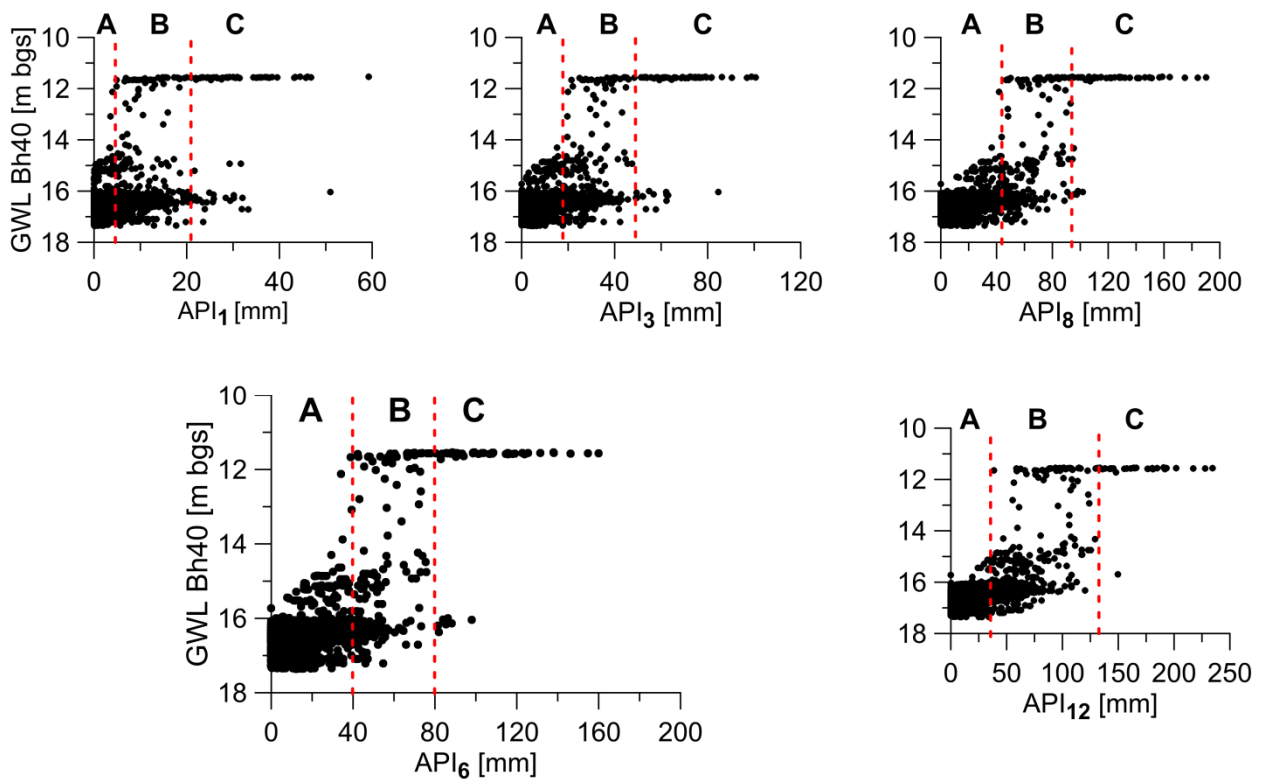 A B C
10
12
14
16
18
GWL Bh40 [m bgs]
0 20 40 60
API1 [mm]
A B C
10
12
14
16
18
0 40 80 120
API3 [mm]
A B C
10
12
14
16
18
0 40 80 120 160 200
API8 [mm]
A B C
10
12
14
16
18
GWL Bh40 [m bgs]
0 40 80 120 160 200
API6 [mm]
A B C
10
12
14
16
18
0 50 100 150 200 250
API12 [mm]